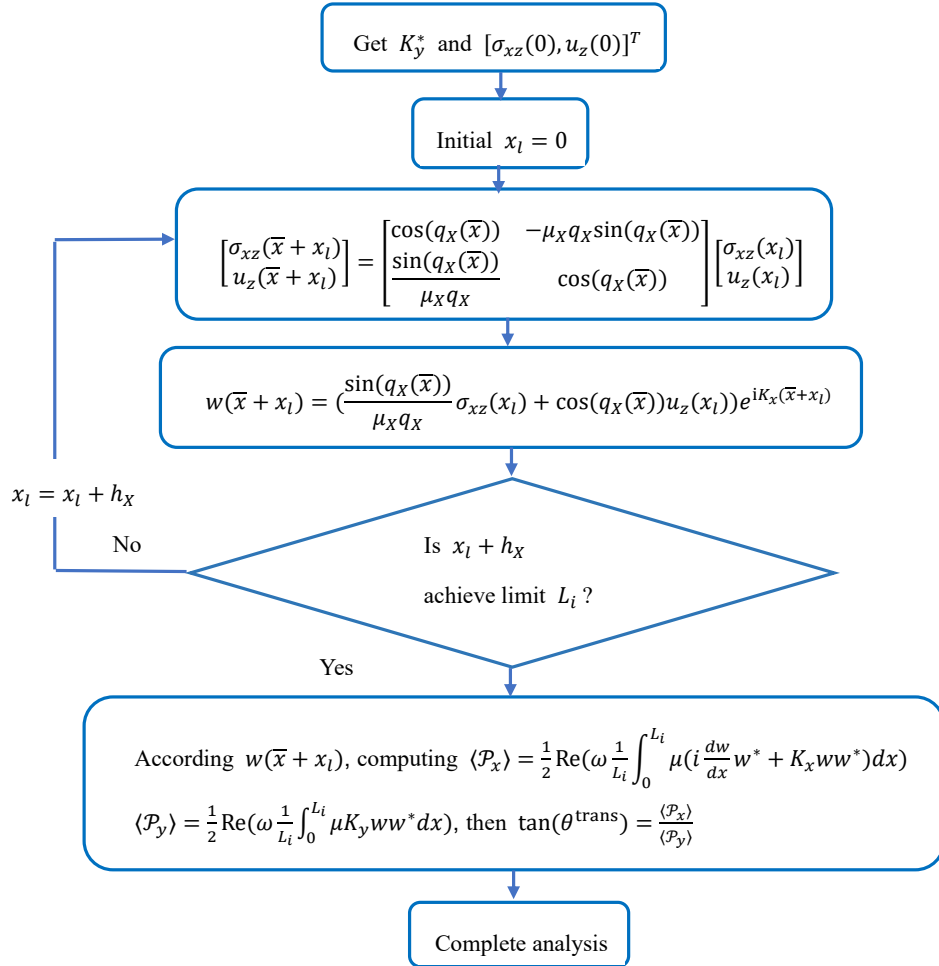 Get $K_y^*$ and $[\sigma_{xz}(0), u_z(0)]^T$
Initial $x_l = 0$
$\begin{bmatrix} \sigma_{xz}(\overline{x} + x_l) \\ u_z(\overline{x} + x_l) \end{bmatrix} = \begin{bmatrix} \cos(q_X(\overline{x})) & -\mu_X q_X \sin(q_X(\overline{x})) \\ \frac{\sin(q_X(\overline{x}))}{\mu_X q_X} & \cos(q_X(\overline{x})) \end{bmatrix} \begin{bmatrix} \sigma_{xz}(x_l) \\ u_z(x_l) \end{bmatrix}$
$w(\overline{x} + x_l) = (\frac{\sin(q_X(\overline{x}))}{\mu_X q_X} \sigma_{xz}(x_l) + \cos(q_X(\overline{x})) u_z(x_l)) e^{\mathrm{i}K_x(\overline{x}+x_l)}$
$x_l = x_l + h_X$
No
Is $x_l + h_X$
achieve limit $L_i$ ?
Yes
According $w(\overline{x} + x_l)$, computing $\langle \mathcal{P}_x \rangle = \frac{1}{2} \mathrm{Re}(\omega \frac{1}{L_i} \int_0^{L_i} \mu (i \frac{dw}{dx} w^* + K_x w w^*) dx)$
$\langle \mathcal{P}_y \rangle = \frac{1}{2} \mathrm{Re}(\omega \frac{1}{L_i} \int_0^{L_i} \mu K_y w w^* dx)$, then $\tan(\theta^{\mathrm{trans}}) = \frac{\langle \mathcal{P}_x \rangle}{\langle \mathcal{P}_y \rangle}$
Complete analysis